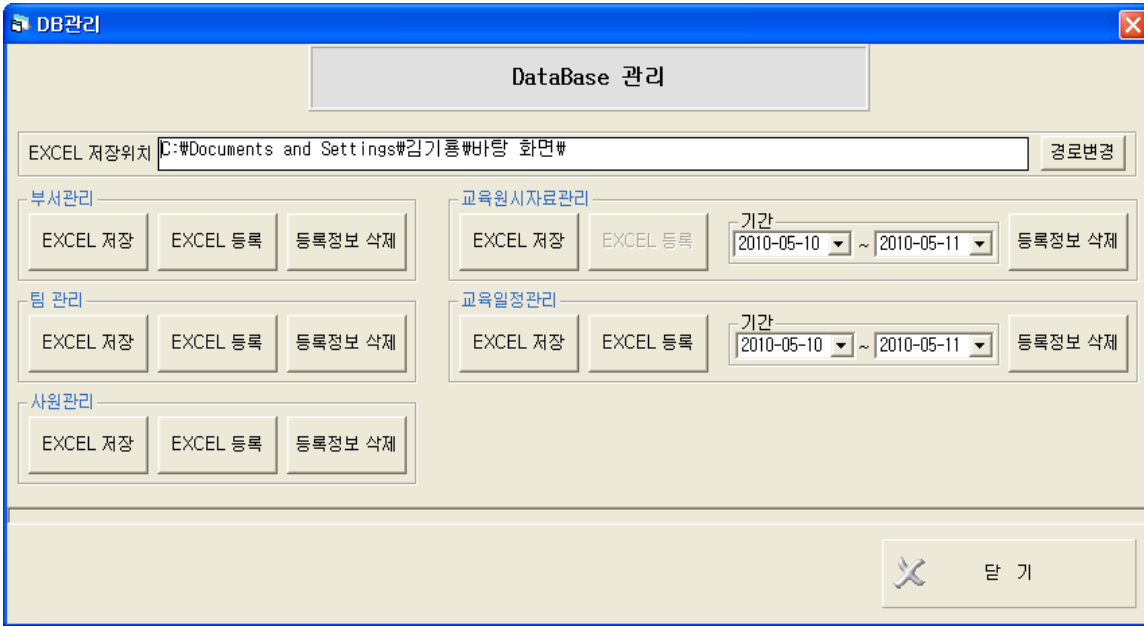 DB관리
DataBase 관리
EXCEL 저장위치 C:₩Documents and Settings₩김기룡₩바탕 화면₩ 경로변경
부서관리
EXCEL 저장 EXCEL 등록 등록정보 삭제
교육원시자료관리
EXCEL 저장 EXCEL 등록 기간 2010-05-10 ~ 2010-05-11 등록정보 삭제
팀 관리
EXCEL 저장 EXCEL 등록 등록정보 삭제
교육일정관리
EXCEL 저장 EXCEL 등록 기간 2010-05-10 ~ 2010-05-11 등록정보 삭제
사원관리
EXCEL 저장 EXCEL 등록 등록정보 삭제
닫 기